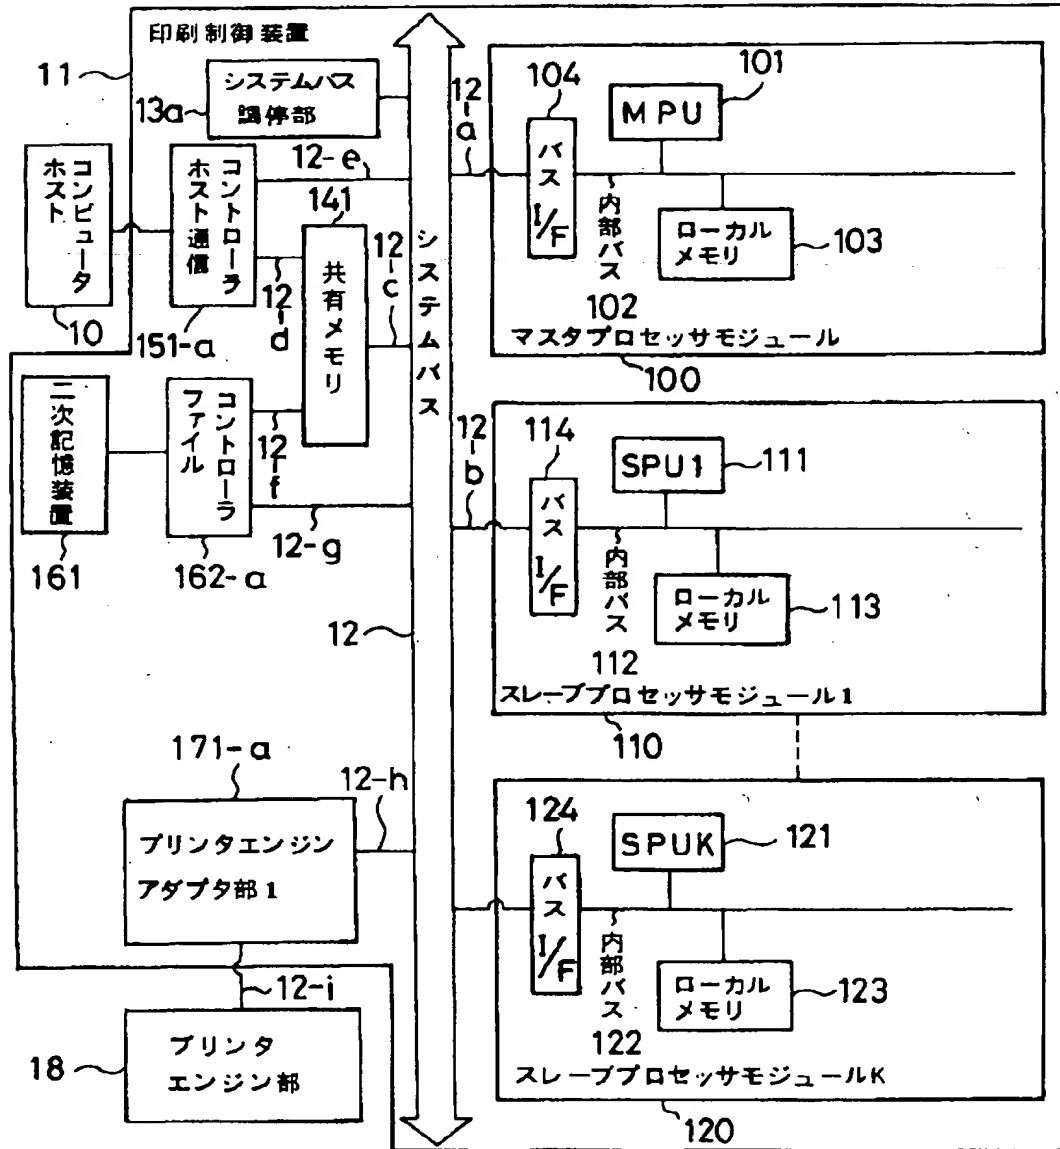 印刷制御装置
11
システムバス
調停部
13a
12-e
ホスト
コンピュータ
10
ホスト通信
コントローラ
151-a
12-d
141
共有メモリ
12-c
二次記憶装置
161
ファイル
コントローラ
162-a
12-f
12-g
システムバス
12
171-a
プリンタエンジン
アダプタ部1
12-h
12-i
プリンタ
エンジン部
18
12-a
104
バス
I/F
MPU
101
内部バス
102
ローカル
メモリ
103
マスタプロセッサモジュール
100
12-b
114
バス
I/F
SPU1
111
内部バス
112
ローカル
メモリ
113
スレーブプロセッサモジュール1
110
124
バス
I/F
SPUK
121
内部バス
122
ローカル
メモリ
123
スレーブプロセッサモジュールK
120